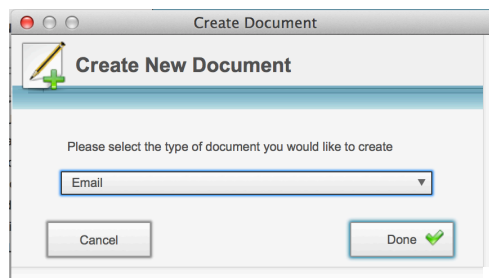 Create Document
Create New Document
Please select the type of document you would like to create
Email
Cancel
Done